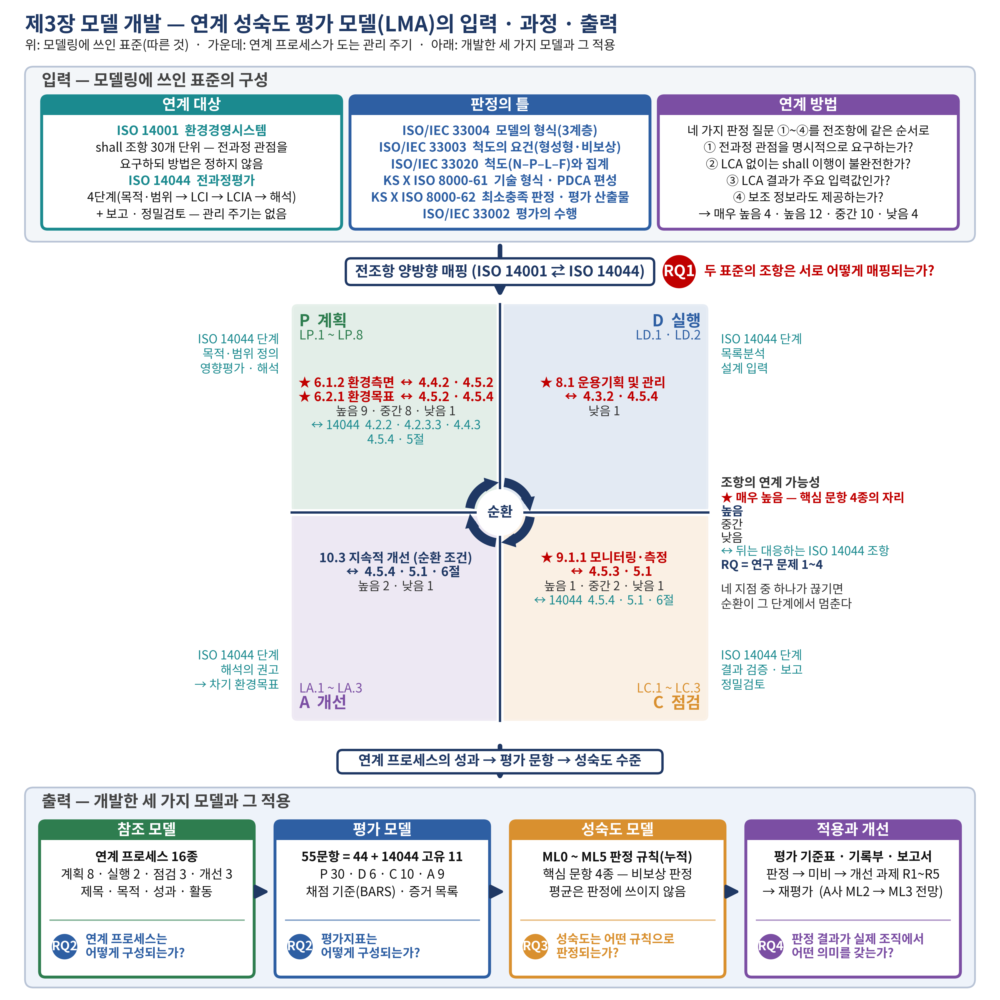 제3장 모델 개발 — 연계 성숙도 평가 모델(LMA)의 입력 · 과정 · 출력
위: 모델링에 쓰인 표준(따른 것) · 가운데: 연계 프로세스가 도는 관리 주기 · 아래: 개발한 세 가지 모델과 그 적용
입력 — 모델링에 쓰인 표준의 구성
연계 대상
ISO 14001 환경경영시스템
shall 조항 30개 단위 — 전과정 관점을
요구하되 방법은 정하지 않음
ISO 14044 전과정평가
4단계(목적·범위 → LCI → LCIA → 해석)
+ 보고 · 정밀검토 — 관리 주기는 없음
판정의 틀
ISO/IEC 33004 모델의 형식(3계층)
ISO/IEC 33003 척도의 요건(형성형·비보상)
ISO/IEC 33020 척도(N–P–L–F)와 집계
KS X ISO 8000-61 기술 형식 · PDCA 편성
KS X ISO 8000-62 최소충족 판정 · 평가 산출물
ISO/IEC 33002 평가의 수행
연계 방법
네 가지 판정 질문 ①~④를 전조항에 같은 순서로
① 전과정 관점을 명시적으로 요구하는가?
② LCA 없이는 shall 이행이 불완전한가?
③ LCA 결과가 주요 입력값인가?
④ 보조 정보라도 제공하는가?
→ 매우 높음 4 · 높음 12 · 중간 10 · 낮음 4
전조항 양방향 매핑 (ISO 14001 ⇄ ISO 14044)
RQ1 두 표준의 조항은 서로 어떻게 매핑되는가?
P 계획
LP.1 ~ LP.8
ISO 14044 단계
목적·범위 정의
영향평가 · 해석
★ 6.1.2 환경측면 ↔ 4.4.2 · 4.5.2
★ 6.2.1 환경목표 ↔ 4.5.2 · 4.5.4
높음 9 · 중간 8 · 낮음 1
↔ 14044 4.2.2 · 4.2.3.3 · 4.4.3
4.5.4 · 5절
D 실행
LD.1 · LD.2
ISO 14044 단계
목록분석
설계 입력
★ 8.1 운용기획 및 관리
↔ 4.3.2 · 4.5.4
낮음 1
순환
조항의 연계 가능성
★ 매우 높음 — 핵심 문항 4종의 자리
높음
중간
낮음
↔ 뒤는 대응하는 ISO 14044 조항
RQ = 연구 문제 1~4
네 지점 중 하나가 끊기면
순환이 그 단계에서 멈춘다
10.3 지속적 개선 (순환 조건)
↔ 4.5.4 · 5.1 · 6절
높음 2 · 낮음 1
ISO 14044 단계
해석의 권고
→ 차기 환경목표
LA.1 ~ LA.3
A 개선
★ 9.1.1 모니터링·측정
↔ 4.5.3 · 5.1
높음 1 · 중간 2 · 낮음 1
↔ 14044 4.5.4 · 5.1 · 6절
ISO 14044 단계
결과 검증 · 보고
정밀검토
LC.1 ~ LC.3
C 점검
연계 프로세스의 성과 → 평가 문항 → 성숙도 수준
출력 — 개발한 세 가지 모델과 그 적용
참조 모델
연계 프로세스 16종
계획 8 · 실행 2 · 점검 3 · 개선 3
제목 · 목적 · 성과 · 활동
RQ2 연계 프로세스는
어떻게 구성되는가?
평가 모델
55문항 = 44 + 14044 고유 11
P 30 · D 6 · C 10 · A 9
채점 기준(BARS) · 증거 목록
RQ2 평가지표는
어떻게 구성되는가?
성숙도 모델
ML0 ~ ML5 판정 규칙(누적)
핵심 문항 4종 — 비보상 판정
평균은 판정에 쓰이지 않음
RQ3 성숙도는 어떤 규칙으로
판정되는가?
적용과 개선
평가 기준표 · 기록부 · 보고서
판정 → 미비 → 개선 과제 R1~R5
→ 재평가 (A사 ML2 → ML3 전망)
RQ4 판정 결과가 실제 조직에서
어떤 의미를 갖는가?